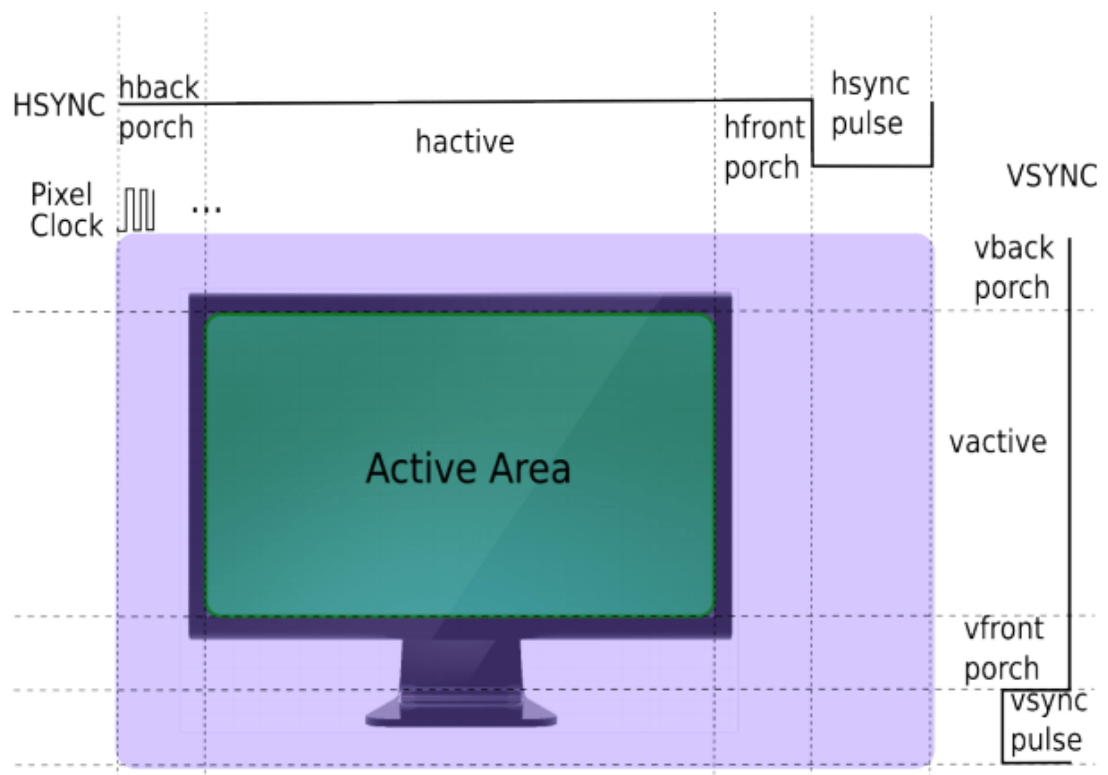 hback
porch
HSYNC
hactive
hfront
porch
hsync
pulse
VSYNC
Pixel
Clock
...
vback
porch
Active Area
vactive
vfront
porch
vsync
pulse